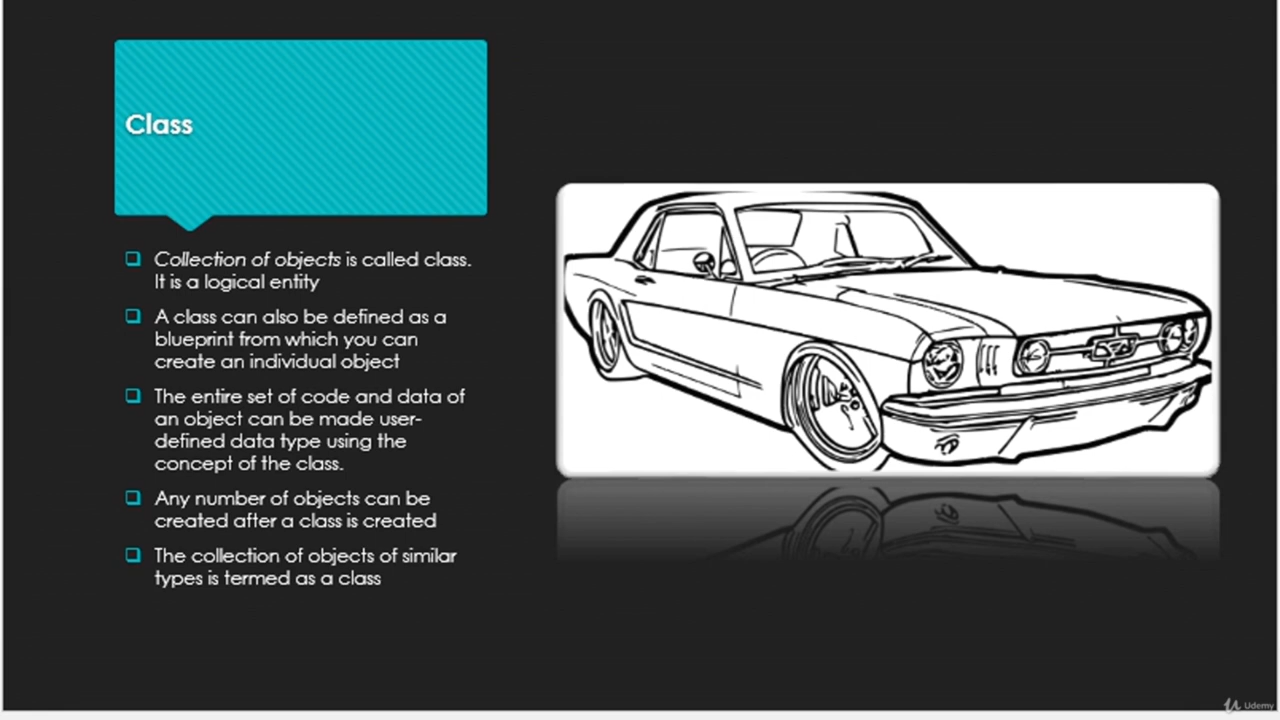 Class
Collection of objects is called class.
It is a logical entity
A class can also be defined as a
blueprint from which you can
create an individual object
The entire set of code and data of
an object can be made user-
defined data type using the
concept of the class.
Any number of objects can be
created after a class is created
The collection of objects of similar
types is termed as a class
Udemy